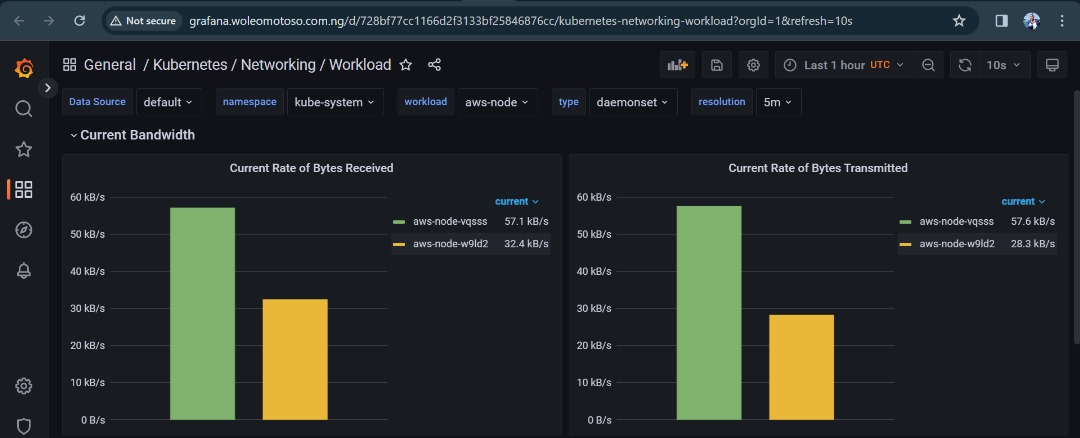 Not secure grafana.woleomotoso.com.ng/d/728bf77cc1166d2f3133bf25846876cc/kubernetes-networking-workload?orgId=1&refresh=10s
General / Kubernetes / Networking / Workload Last 1 hour UTC 10s
Data Source default namespace kube-system workload aws-node type daemonset resolution 5m
Current Bandwidth
Current Rate of Bytes Received
current
60 kB/s
aws-node-vqsss 57.1 kB/s
50 kB/s
aws-node-w9ld2 32.4 kB/s
40 kB/s
30 kB/s
20 kB/s
10 kB/s
0 B/s
Current Rate of Bytes Transmitted
current
60 kB/s
aws-node-vqsss 57.6 kB/s
50 kB/s
aws-node-w9ld2 28.3 kB/s
40 kB/s
30 kB/s
20 kB/s
10 kB/s
0 B/s